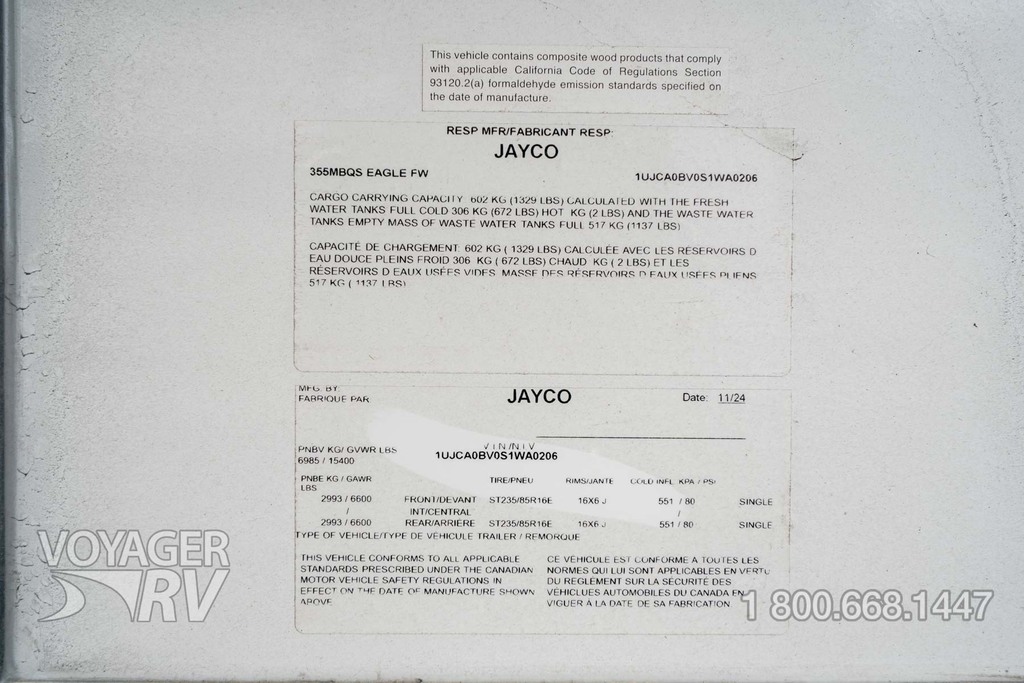 This vehicle contains composite wood products that comply
with applicable California Code of Regulations Section
93120.2(a) formaldehyde emission standards specified on
the date of manufacture.
RESP MFR/FABRICANT RESP:
JAYCO
355MBQS EAGLE FW 1UJCA0BV0S1WA0206
CARGO CARRYING CAPACITY 602 KG (1329 LBS) CALCULATED WITH THE FRESH
WATER TANKS FULL COLD 306 KG (672 LBS) HOT KG (2 LBS) AND THE WASTE WATER
TANKS EMPTY MASS OF WASTE WATER TANKS FULL 517 KG (1137 LBS)
CAPACITÉ DE CHARGEMENT: 602 KG ( 1329 LBS) CALCULÉE AVEC LES RÉSERVOIRS D
EAU DOUCE PLEINS FROID 306 KG ( 672 LBS) CHAUD KG ( 2 LBS) ET LES
RÉSERVOIRS D EAUX USÉES VIDES. MASSE DES RÉSERVOIRS D EAUX USÉES PLIENS
517 KG ( 1137 LBS)
MFG. BY: JAYCO Date: 11/24
FABRIQUE PAR
PNBV KG/ GVWR LBS VIN/NIV
6985 / 15400 1UJCA0BV0S1WA0206
PNBE KG / GAWR TIRE/PNEU RIMS/JANTE COLD INFL. KPA / PSI
LBS
2993 / 6600 FRONT/DEVANT ST235/85R16E 16X6 J 551 / 80 SINGLE
/ INT/CENTRAL /
2993 / 6600 REAR/ARRIÈRE ST235/85R16E 16X6 J 551 / 80 SINGLE
TYPE OF VEHICLE/TYPE DE VÉHICULE TRAILER / REMORQUE
THIS VEHICLE CONFORMS TO ALL APPLICABLE
STANDARDS PRESCRIBED UNDER THE CANADIAN
MOTOR VEHICLE SAFETY REGULATIONS IN
EFFECT ON THE DATE OF MANUFACTURE SHOWN
ABOVE
CE VÉHICULE EST CONFORME A TOUTES LES
NORMES QUI LUI SONT APPLICABLES EN VERTU
DU REGLÉMENT SUR LA SÉCURITÉ DES
VÉHICLUES AUTOMOBILES DU CANADA EN
VIGUER À LA DATE DE SA FABRICATION
VOYAGER
RV
1 800.668.1447